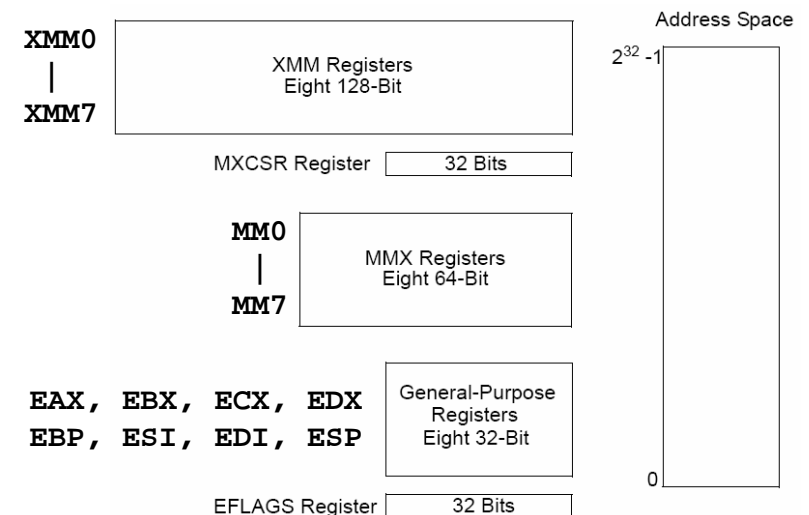 Address Space
XMM0
|
XMM7
XMM Registers
Eight 128-Bit
2^32 -1
MXCSR Register
32 Bits
MM0
|
MM7
MMX Registers
Eight 64-Bit
EAX, EBX, ECX, EDX
EBP, ESI, EDI, ESP
General-Purpose
Registers
Eight 32-Bit
0
EFLAGS Register
32 Bits